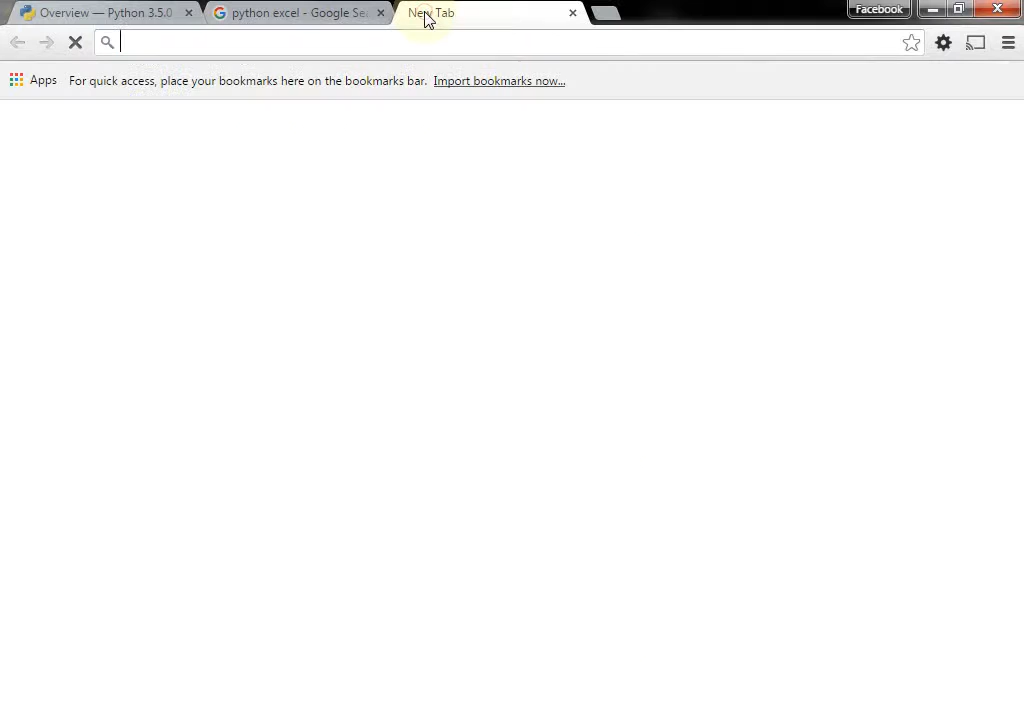 Overview — Python 3.5.0
python excel - Google Se
New Tab
Facebook
Apps
For quick access, place your bookmarks here on the bookmarks bar.
Import bookmarks now...